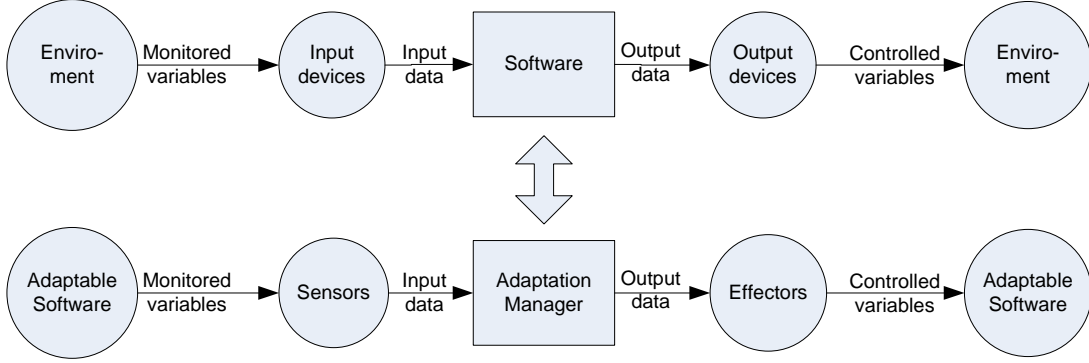 Enviro-
ment
Monitored
variables
Input
devices
Input
data
Software
Output
data
Output
devices
Controlled
variables
Enviro-
ment
Adaptable
Software
Monitored
variables
Sensors
Input
data
Adaptation
Manager
Output
data
Effectors
Controlled
variables
Adaptable
Software